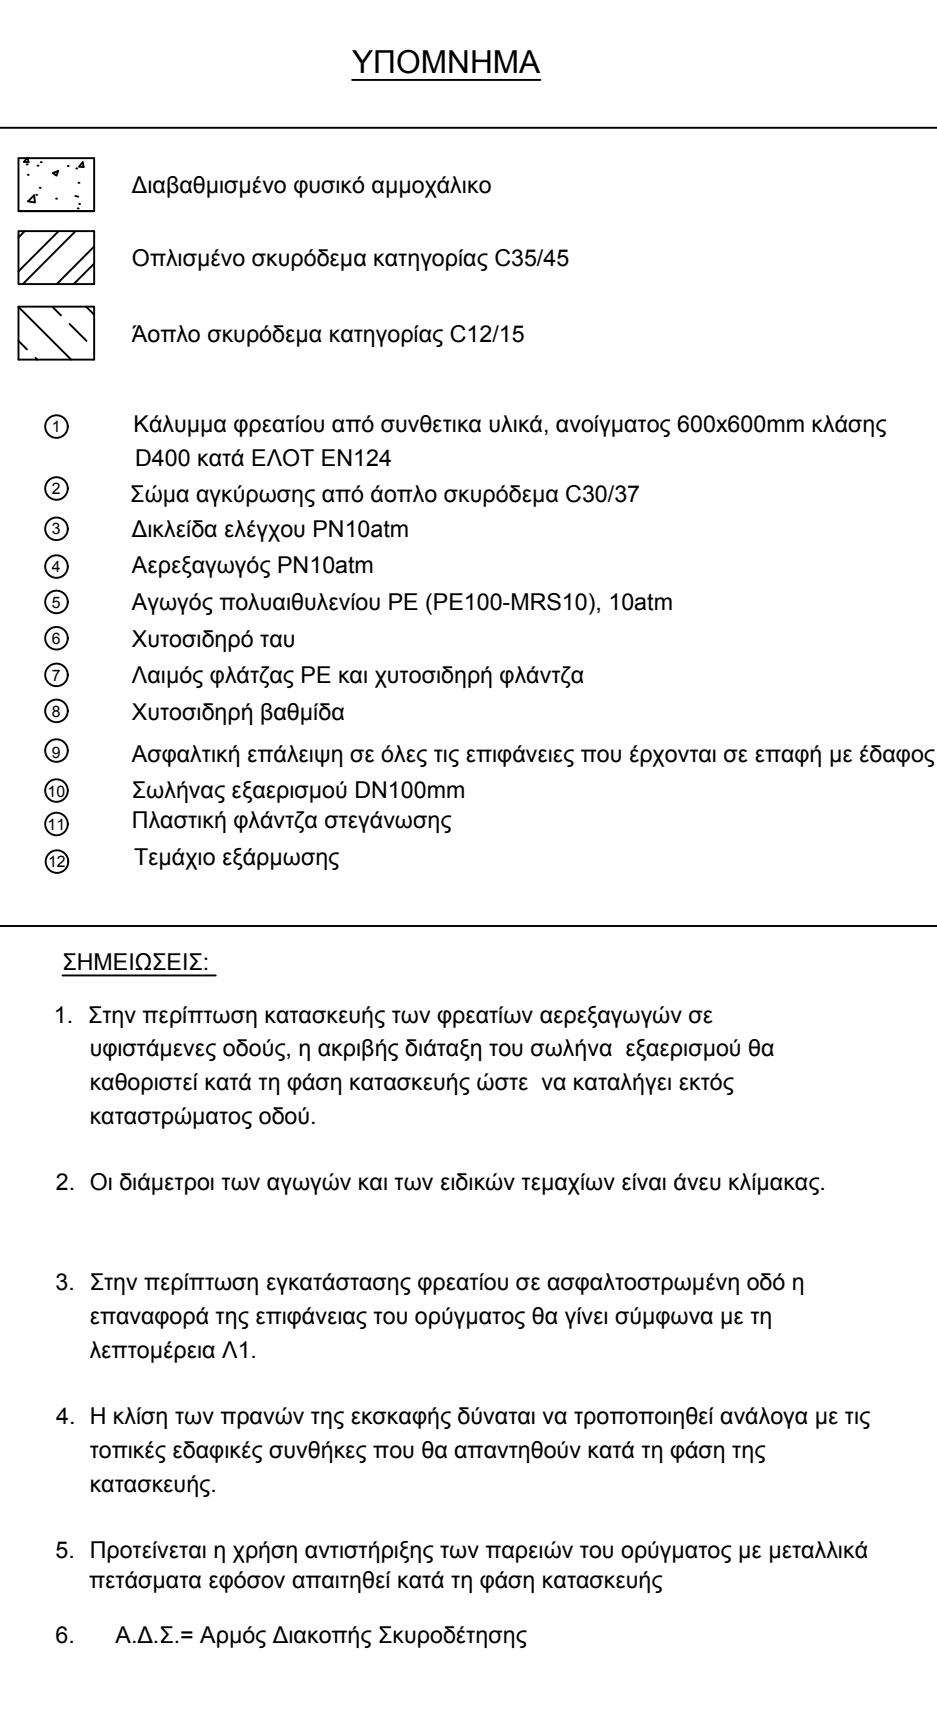 ΥΠΟΜΝΗΜΑ
Διαβαθμισμένο φυσικό αμμοχάλικο
Οπλισμένο σκυρόδεμα κατηγορίας C35/45
Άοπλο σκυρόδεμα κατηγορίας C12/15
1 Κάλυμμα φρεατίου από συνθετικα υλικά, ανοίγματος 600x600mm κλάσης
D400 κατά ΕΛΟΤ ΕΝ124
2 Σώμα αγκύρωσης από άοπλο σκυρόδεμα C30/37
3 Δικλείδα ελέγχου PN10atm
4 Αερεξαγωγός PN10atm
5 Αγωγός πολυαιθυλενίου PE (PE100-MRS10), 10atm
6 Χυτοσιδηρό ταυ
7 Λαιμός φλάτζας PE και χυτοσιδηρή φλάντζα
8 Χυτοσιδηρή βαθμίδα
9 Ασφαλτική επάλειψη σε όλες τις επιφάνειες που έρχονται σε επαφή με έδαφος
10 Σωλήνας εξαερισμού DN100mm
11 Πλαστική φλάντζα στεγάνωσης
12 Τεμάχιο εξάρμωσης
ΣΗΜΕΙΩΣΕΙΣ:
1. Στην περίπτωση κατασκευής των φρεατίων αερεξαγωγών σε
υφιστάμενες οδούς, η ακριβής διάταξη του σωλήνα εξαερισμού θα
καθοριστεί κατά τη φάση κατασκευής ώστε να καταλήγει εκτός
καταστρώματος οδού.
2. Οι διάμετροι των αγωγών και των ειδικών τεμαχίων είναι άνευ κλίμακας.
3. Στην περίπτωση εγκατάστασης φρεατίου σε ασφαλτοστρωμένη οδό η
επαναφορά της επιφάνειας του ορύγματος θα γίνει σύμφωνα με τη
λεπτομέρεια Λ1.
4. Η κλίση των πρανών της εκσκαφής δύναται να τροποποιηθεί ανάλογα με τις
τοπικές εδαφικές συνθήκες που θα απαντηθούν κατά τη φάση της
κατασκευής.
5. Προτείνεται η χρήση αντιστήριξης των παρειών του ορύγματος με μεταλλικά
πετάσματα εφόσον απαιτηθεί κατά τη φάση κατασκευής
6. Α.Δ.Σ.= Αρμός Διακοπής Σκυροδέτησης